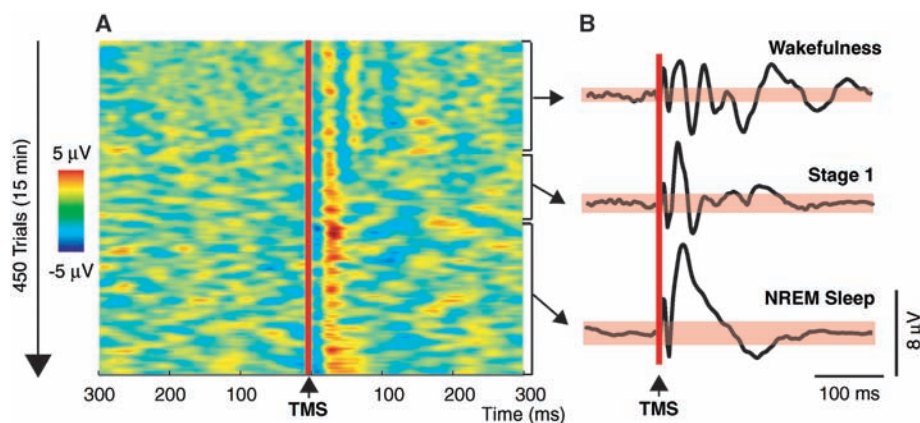 A
450 Trials (15 min)
5 µV
-5 µV
300 200 100 0 100 200 300
TMS
Time (ms)
B
Wakefulness
Stage 1
NREM Sleep
8 µV
TMS
100 ms